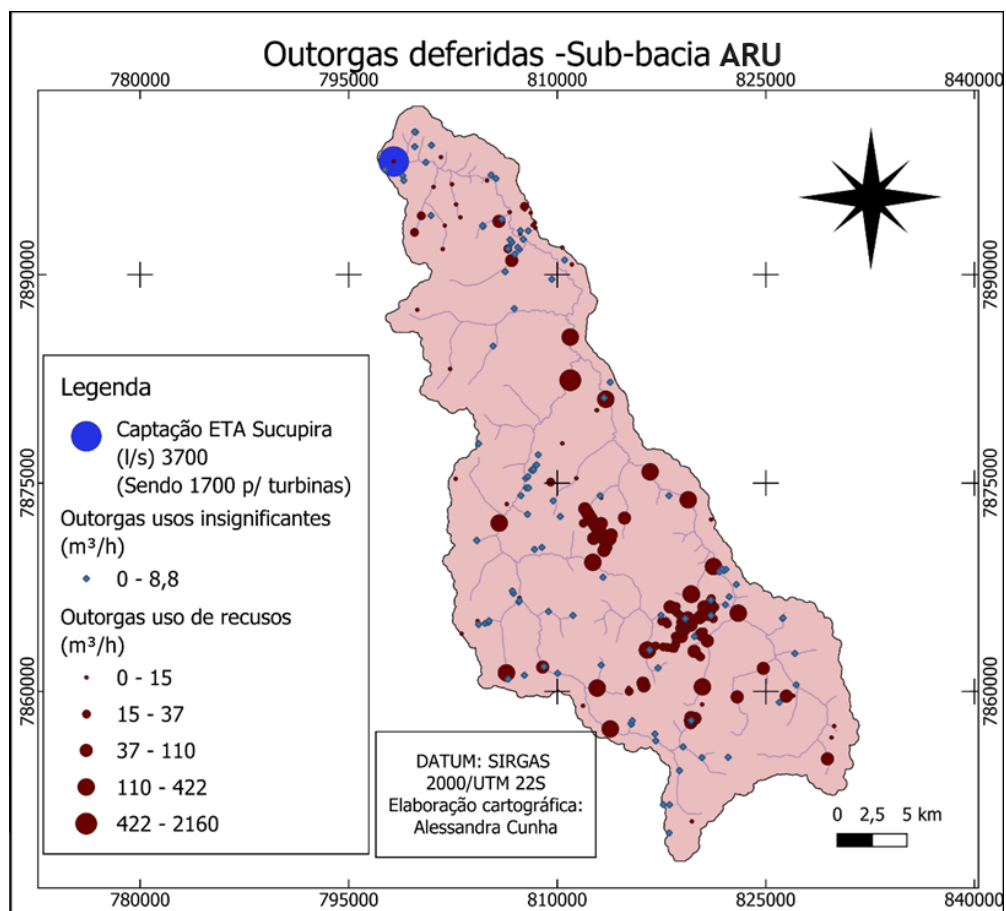 Outorgas deferidas -Sub-bacia ARU
780000
795000
810000
825000
840000
7890000
7890000
7875000
7875000
7860000
7860000
Legenda
Captação ETA Sucupira
(l/s) 3700
(Sendo 1700 p/ turbinas)
Outorgas usos insignificantes
(m³/h)
0 - 8,8
Outorgas uso de recusos
(m³/h)
0 - 15
15 - 37
37 - 110
110 - 422
422 - 2160
DATUM: SIRGAS
2000/UTM 22S
Elaboração cartográfica:
Alessandra Cunha
0 2,5 5 km
780000
795000
810000
825000
840000